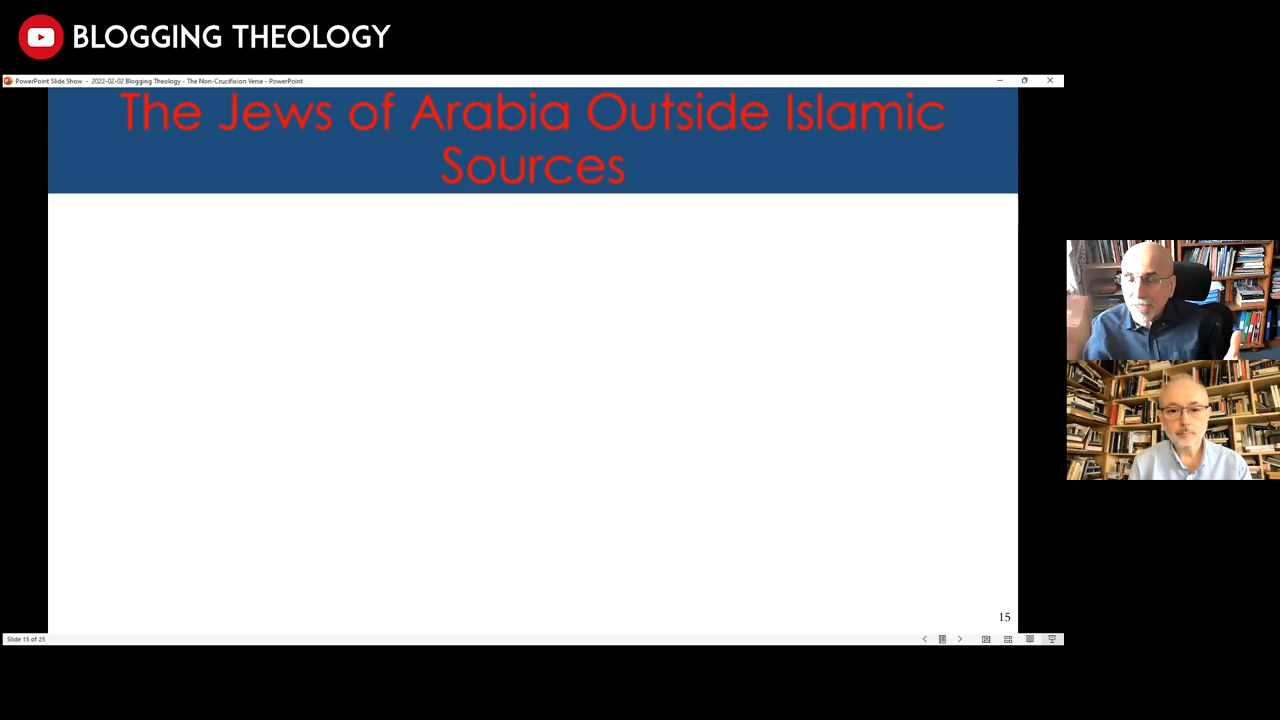 BLOGGING THEOLOGY
PowerPoint Slide Show - 2022-02-02 Blogging Theology - The Non-Crucifixion Verse - PowerPoint
The Jews of Arabia Outside Islamic
Sources
15
Slide 15 of 25